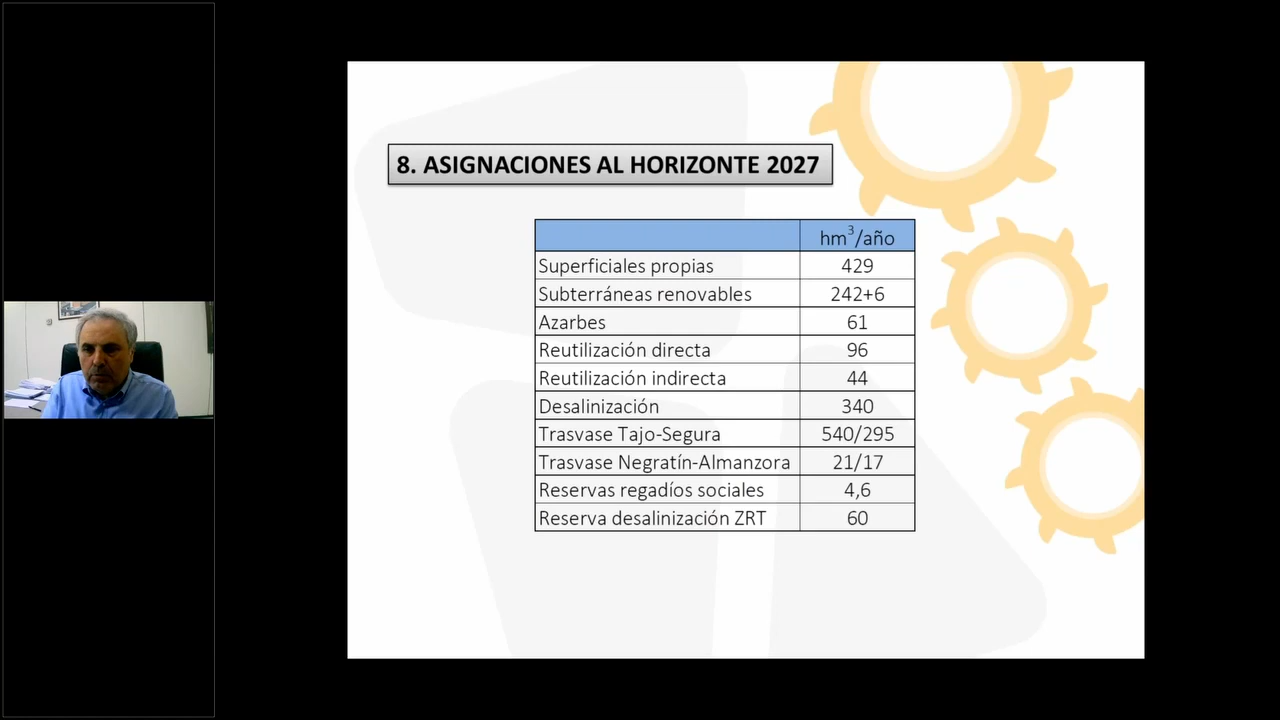 8. ASIGNACIONES AL HORIZONTE 2027
hm³/año
Superficiales propias 429
Subterráneas renovables 242+6
Azarbes 61
Reutilización directa 96
Reutilización indirecta 44
Desalinización 340
Trasvase Tajo-Segura 540/295
Trasvase Negratín-Almanzora 21/17
Reservas regadíos sociales 4,6
Reserva desalinización ZRT 60